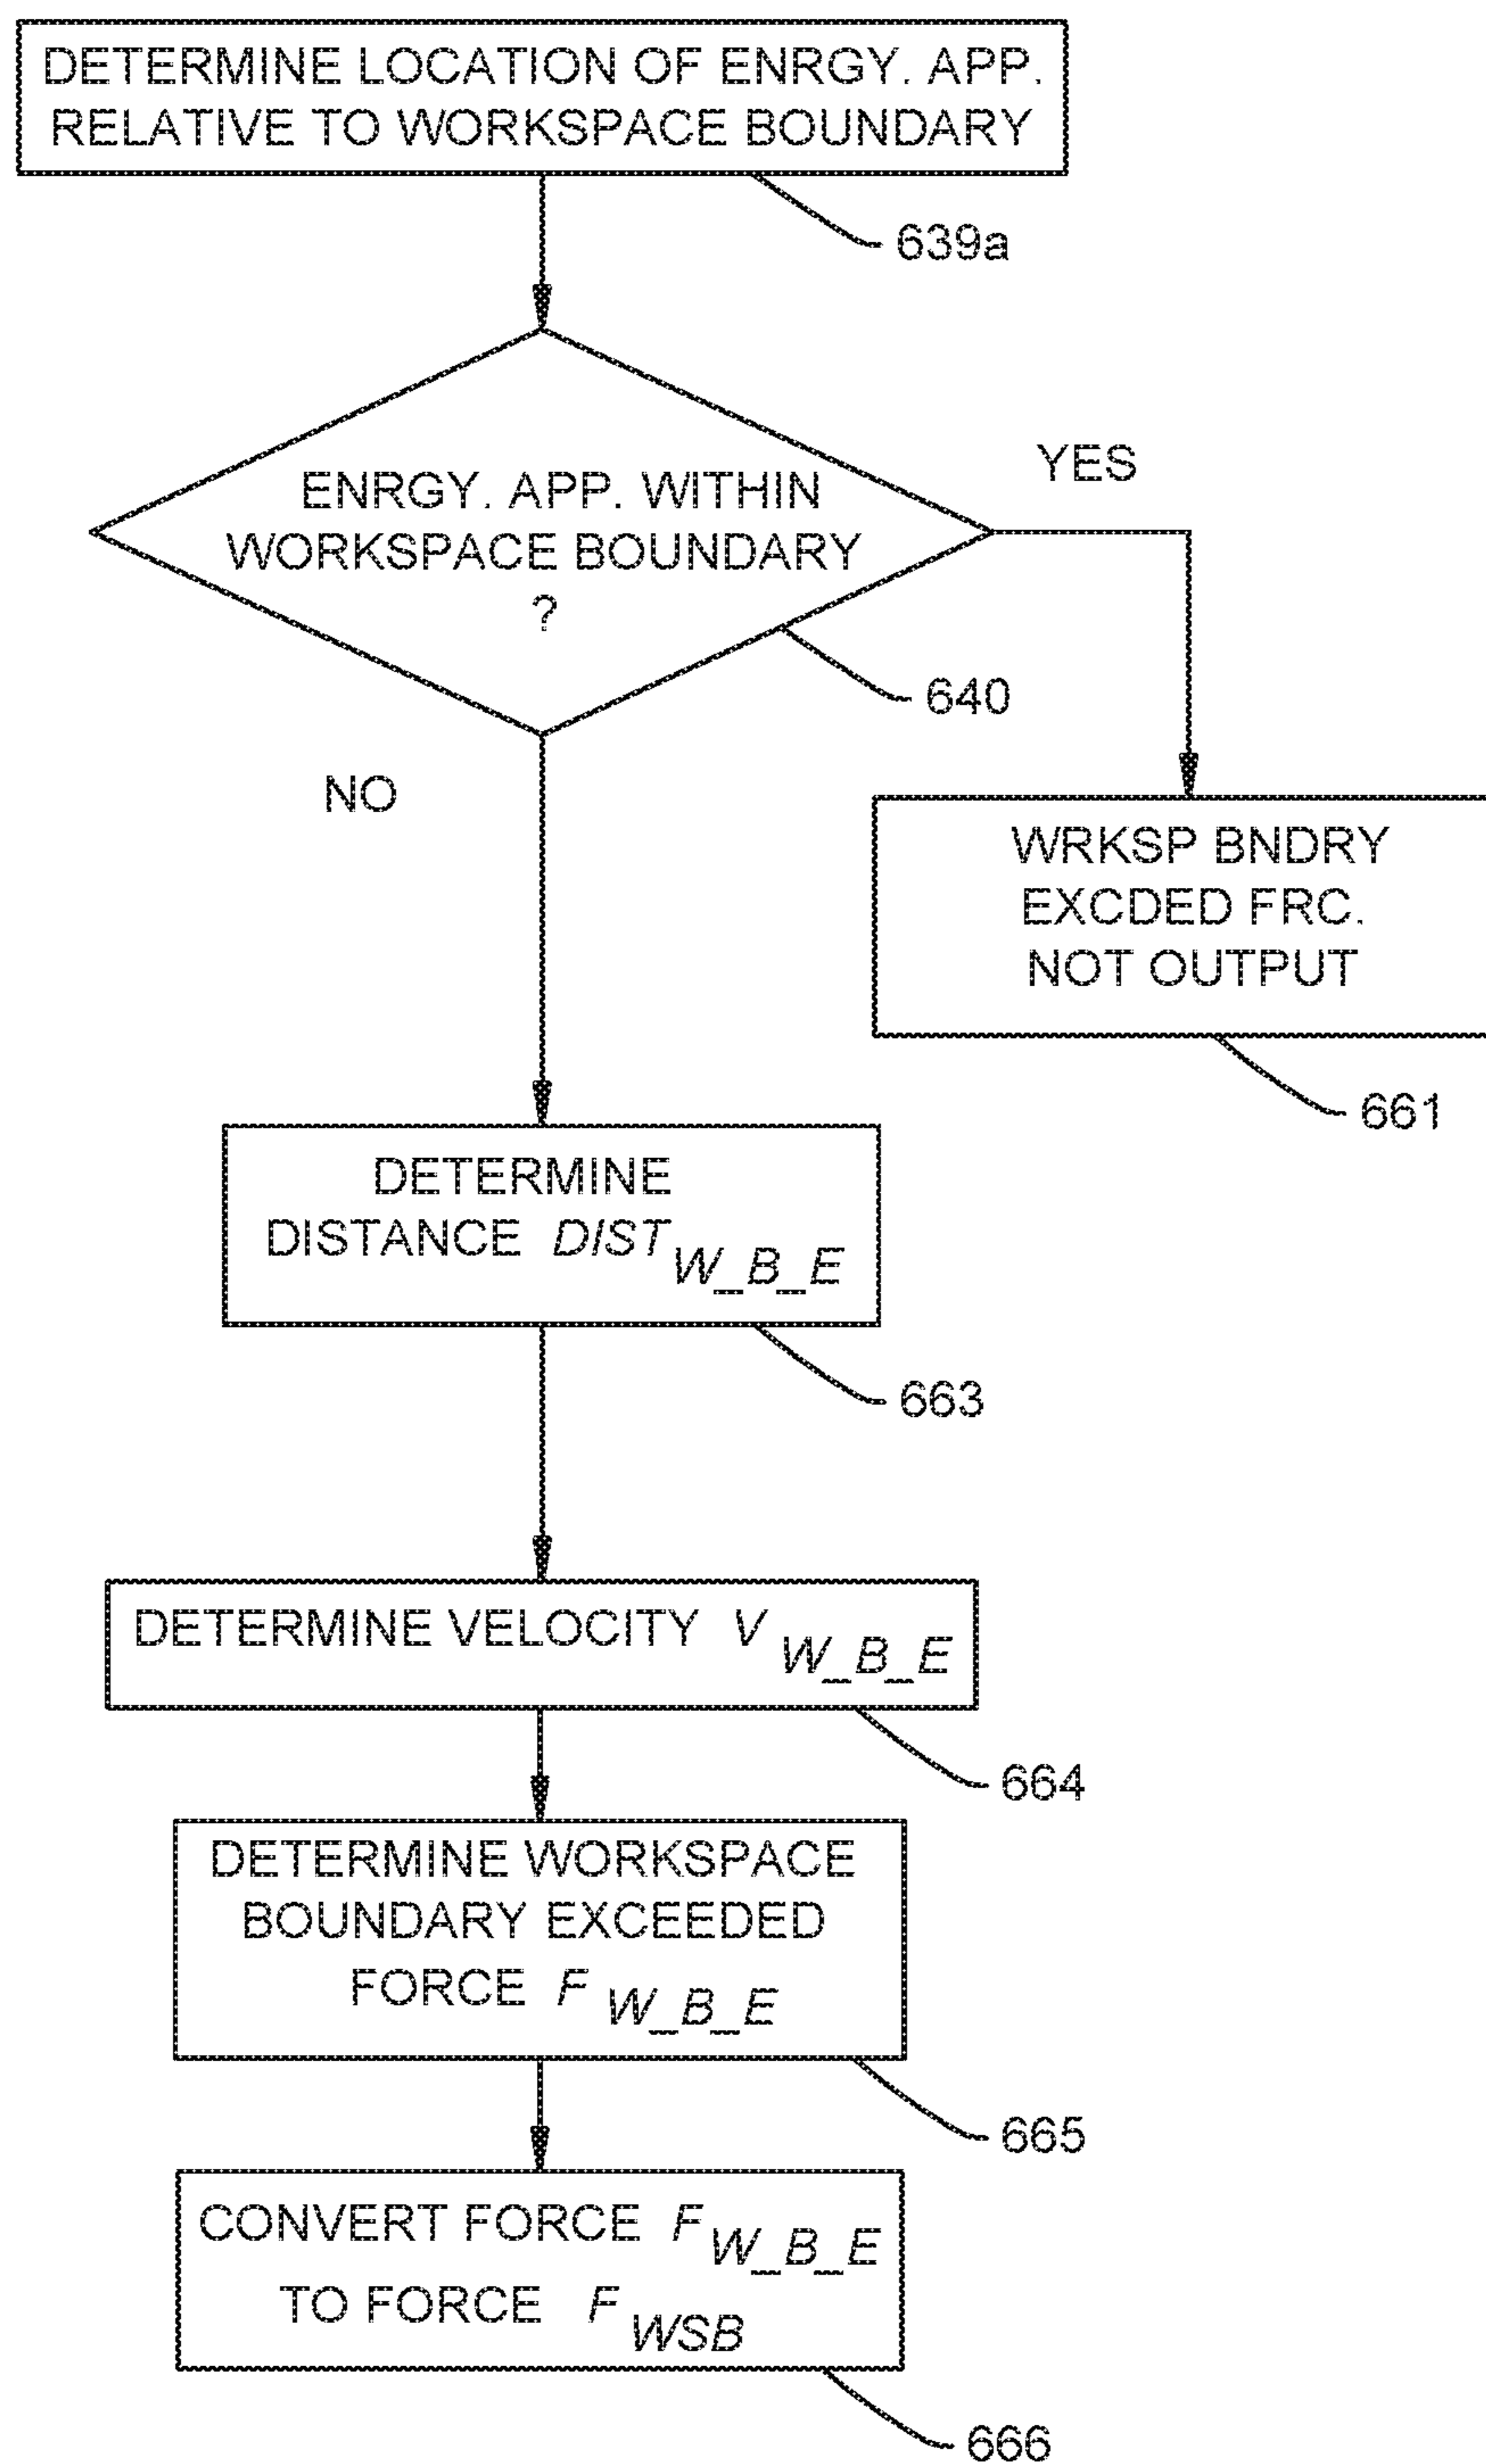 DETERMINE LOCATION OF ENRGY. APP.
RELATIVE TO WORKSPACE BOUNDARY
639a
ENRGY. APP. WITHIN
WORKSPACE BOUNDARY
?
YES
640
NO
WRKSP BNDRY
EXCDED FRC.
NOT OUTPUT
661
DETERMINE
DISTANCE DIST W_B_E
663
DETERMINE VELOCITY V W_B_E
664
DETERMINE WORKSPACE
BOUNDARY EXCEEDED
FORCE F W_B_E
665
CONVERT FORCE F W_B_E
TO FORCE F WSB
666